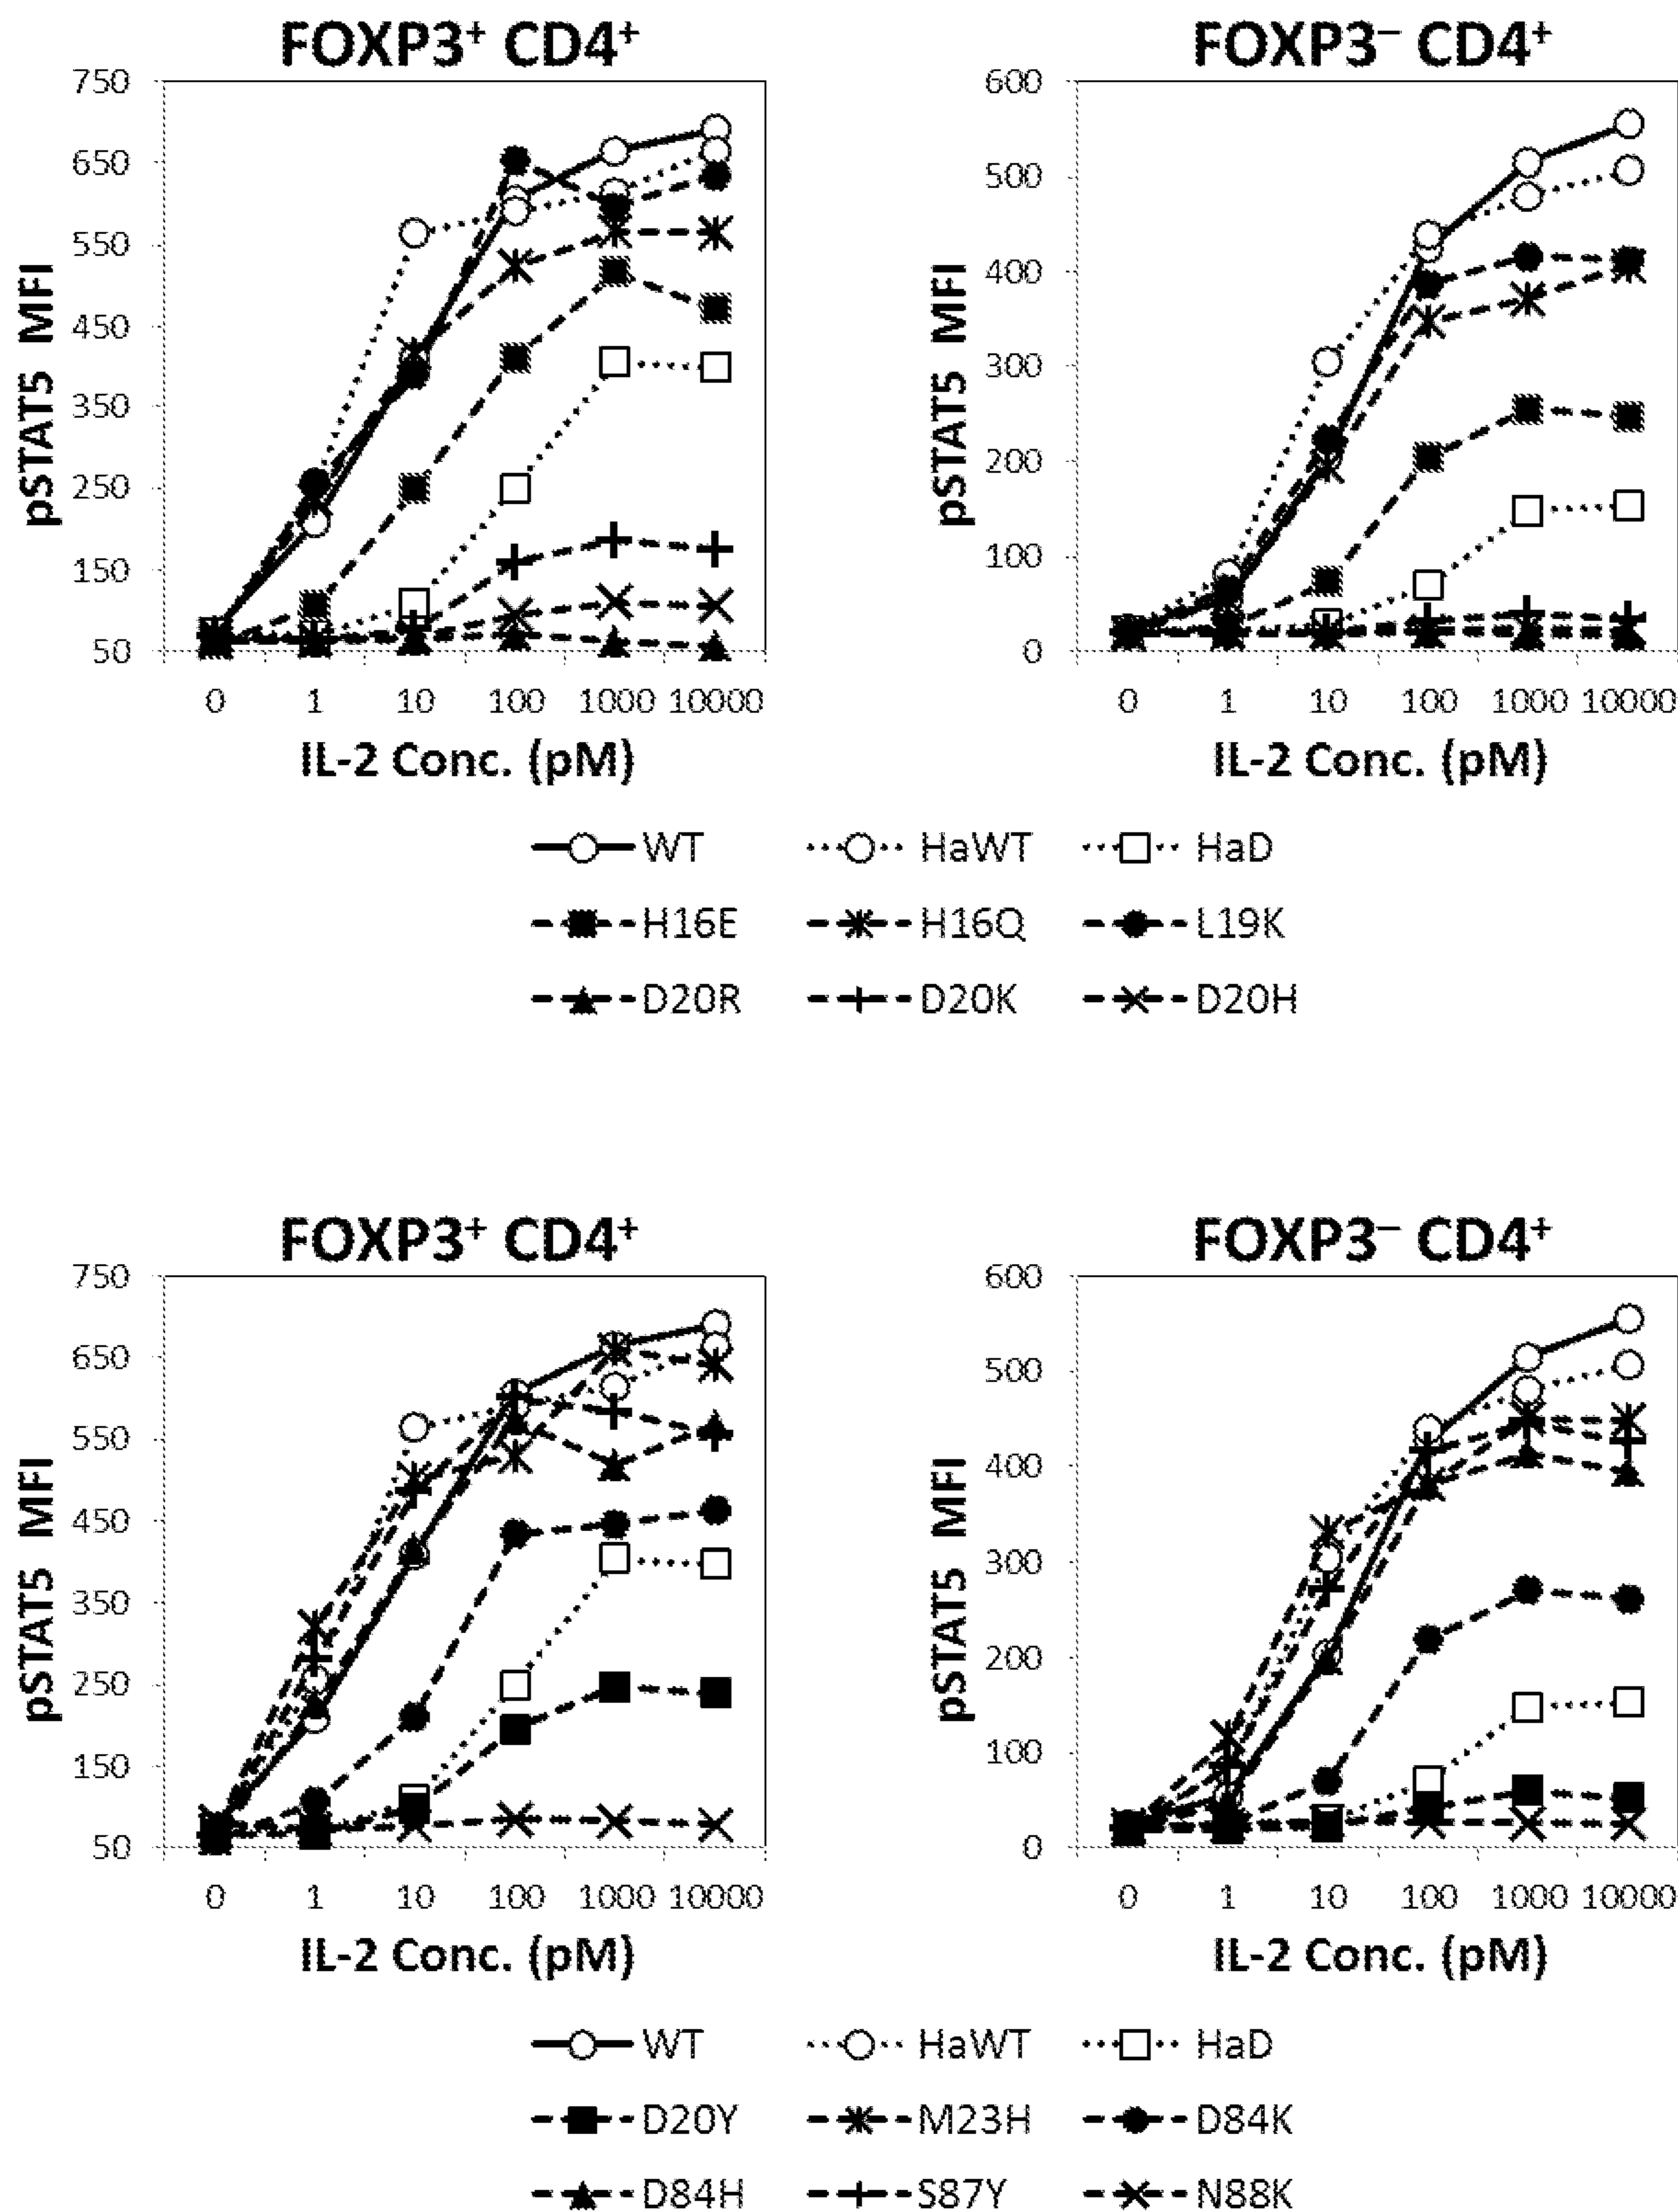 FOXP3⁺ CD4⁺
FOXP3⁻ CD4⁺
pSTAT5 MFI
750
650
550
450
350
250
150
50
0 1 10 100 1000 10000
IL-2 Conc. (pM)
pSTAT5 MFI
600
500
400
300
200
100
0
0 1 10 100 1000 10000
IL-2 Conc. (pM)
WT HaWT HaD
H16E H16Q L19K
D20R D20K D20H
FOXP3⁺ CD4⁺
FOXP3⁻ CD4⁺
pSTAT5 MFI
750
650
550
450
350
250
150
50
0 1 10 100 1000 10000
IL-2 Conc. (pM)
pSTAT5 MFI
600
500
400
300
200
100
0
0 1 10 100 1000 10000
IL-2 Conc. (pM)
WT HaWT HaD
D20Y M23H D84K
D84H S87Y N88K